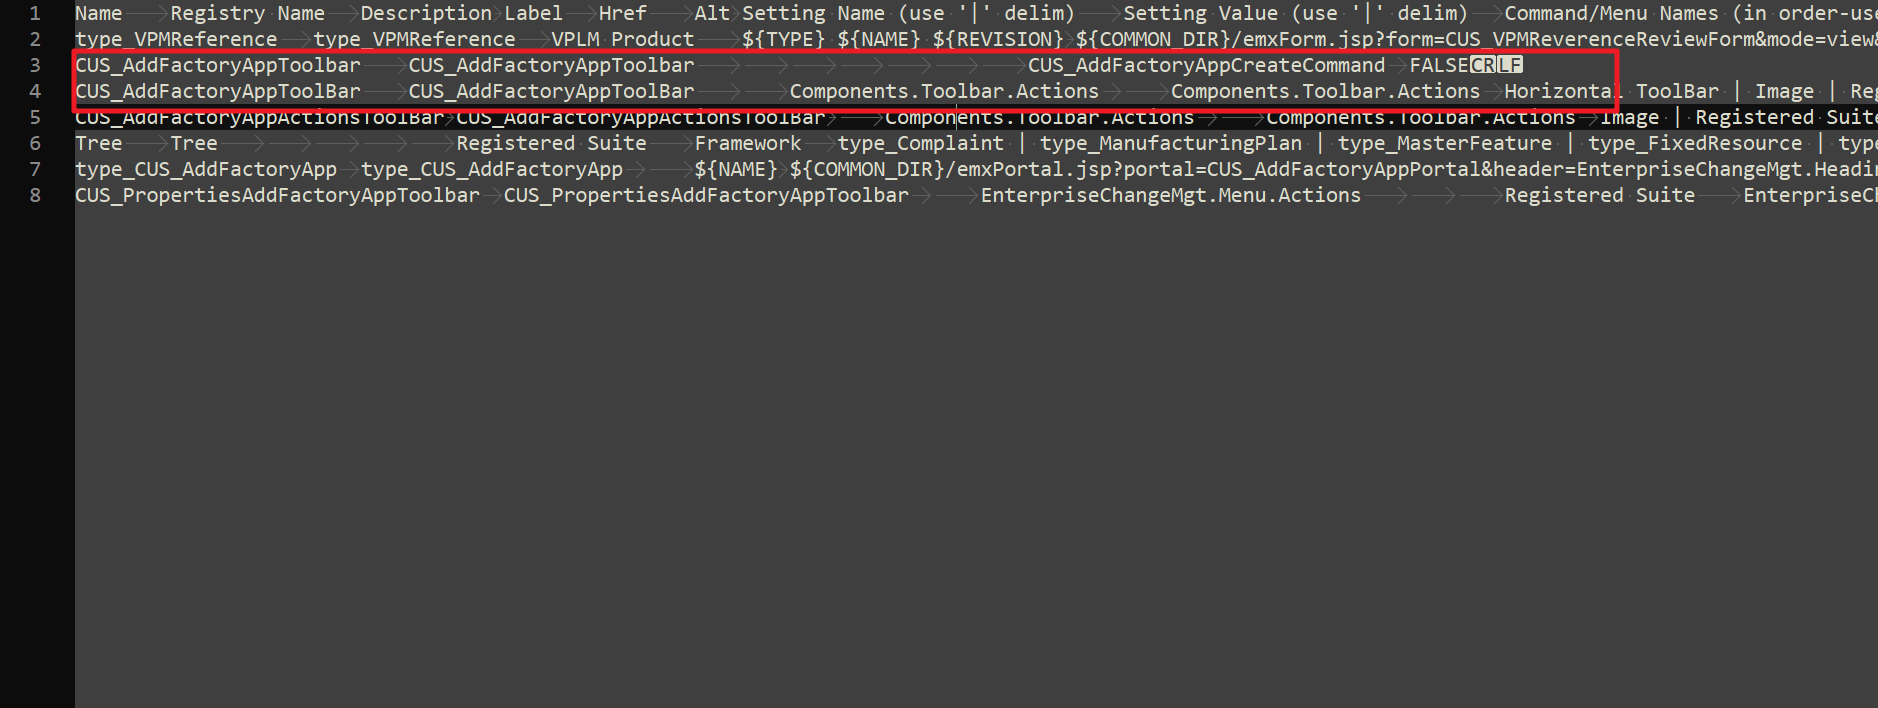 1 Name Registry Name Description Label Href Alt Setting Name (use '|' delim) Setting Value (use '|' delim) Command/Menu Names (in order-us
2 type_VPMReference type_VPMReference VPLM Product ${TYPE} ${NAME} ${REVISION} ${COMMON_DIR}/emxForm.jsp?form=CUS_VPMReverenceReviewForm&mode=view&
3 CUS_AddFactoryAppToolbar CUS_AddFactoryAppToolbar CUS_AddFactoryAppCreateCommand FALSECRLF
4 CUS_AddFactoryAppToolBar CUS_AddFactoryAppToolBar Components.Toolbar.Actions Components.Toolbar.Actions Horizontal ToolBar | Image | Reg
5 CUS_AddFactoryAppActionsToolBar CUS_AddFactoryAppActionsToolBar Components.Toolbar.Actions Components.Toolbar.Actions Image | Registered Suite
6 Tree Tree Registered Suite Framework type_Complaint | type_ManufacturingPlan | type_MasterFeature | type_FixedResource | type
7 type_CUS_AddFactoryApp type_CUS_AddFactoryApp ${NAME} ${COMMON_DIR}/emxPortal.jsp?portal=CUS_AddFactoryAppPortal&header=EnterpriseChangeMgt.Headi
8 CUS_PropertiesAddFactoryAppToolbar CUS_PropertiesAddFactoryAppToolbar EnterpriseChangeMgt.Menu.Actions Registered Suite EnterpriseC